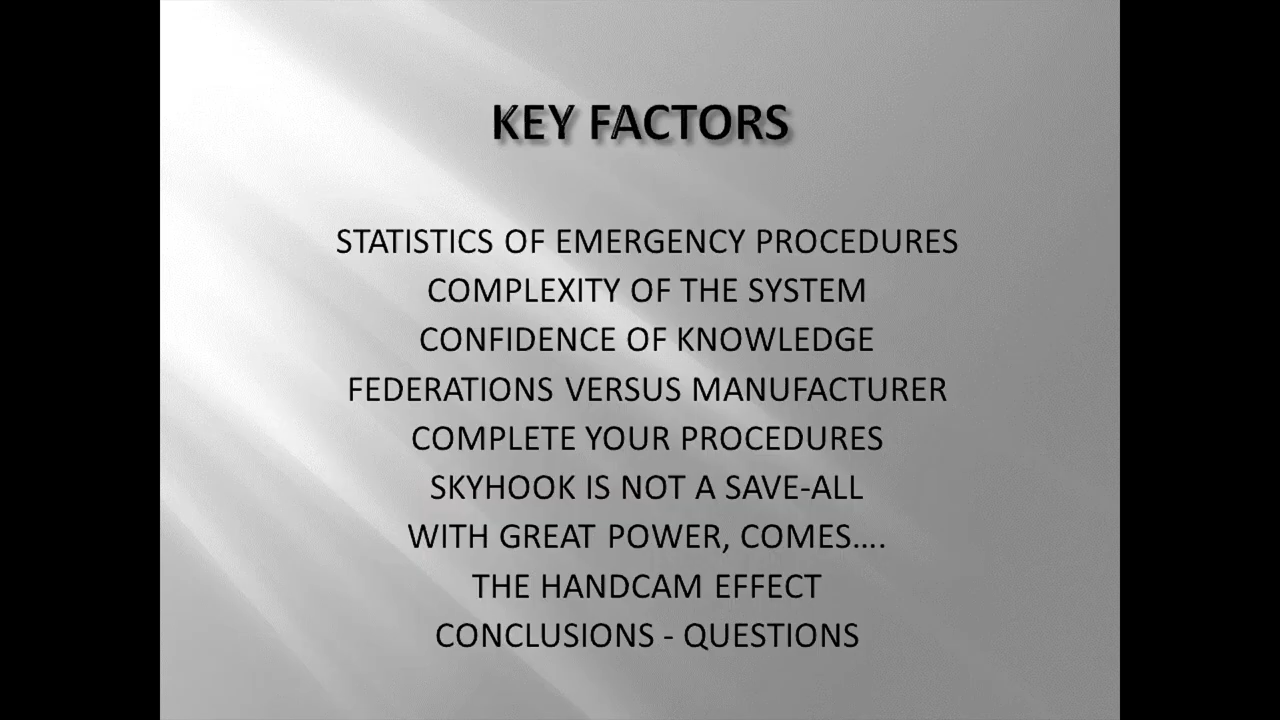 KEY FACTORS
STATISTICS OF EMERGENCY PROCEDURES
COMPLEXITY OF THE SYSTEM
CONFIDENCE OF KNOWLEDGE
FEDERATIONS VERSUS MANUFACTURER
COMPLETE YOUR PROCEDURES
SKYHOOK IS NOT A SAVE-ALL
WITH GREAT POWER, COMES....
THE HANDCAM EFFECT
CONCLUSIONS - QUESTIONS